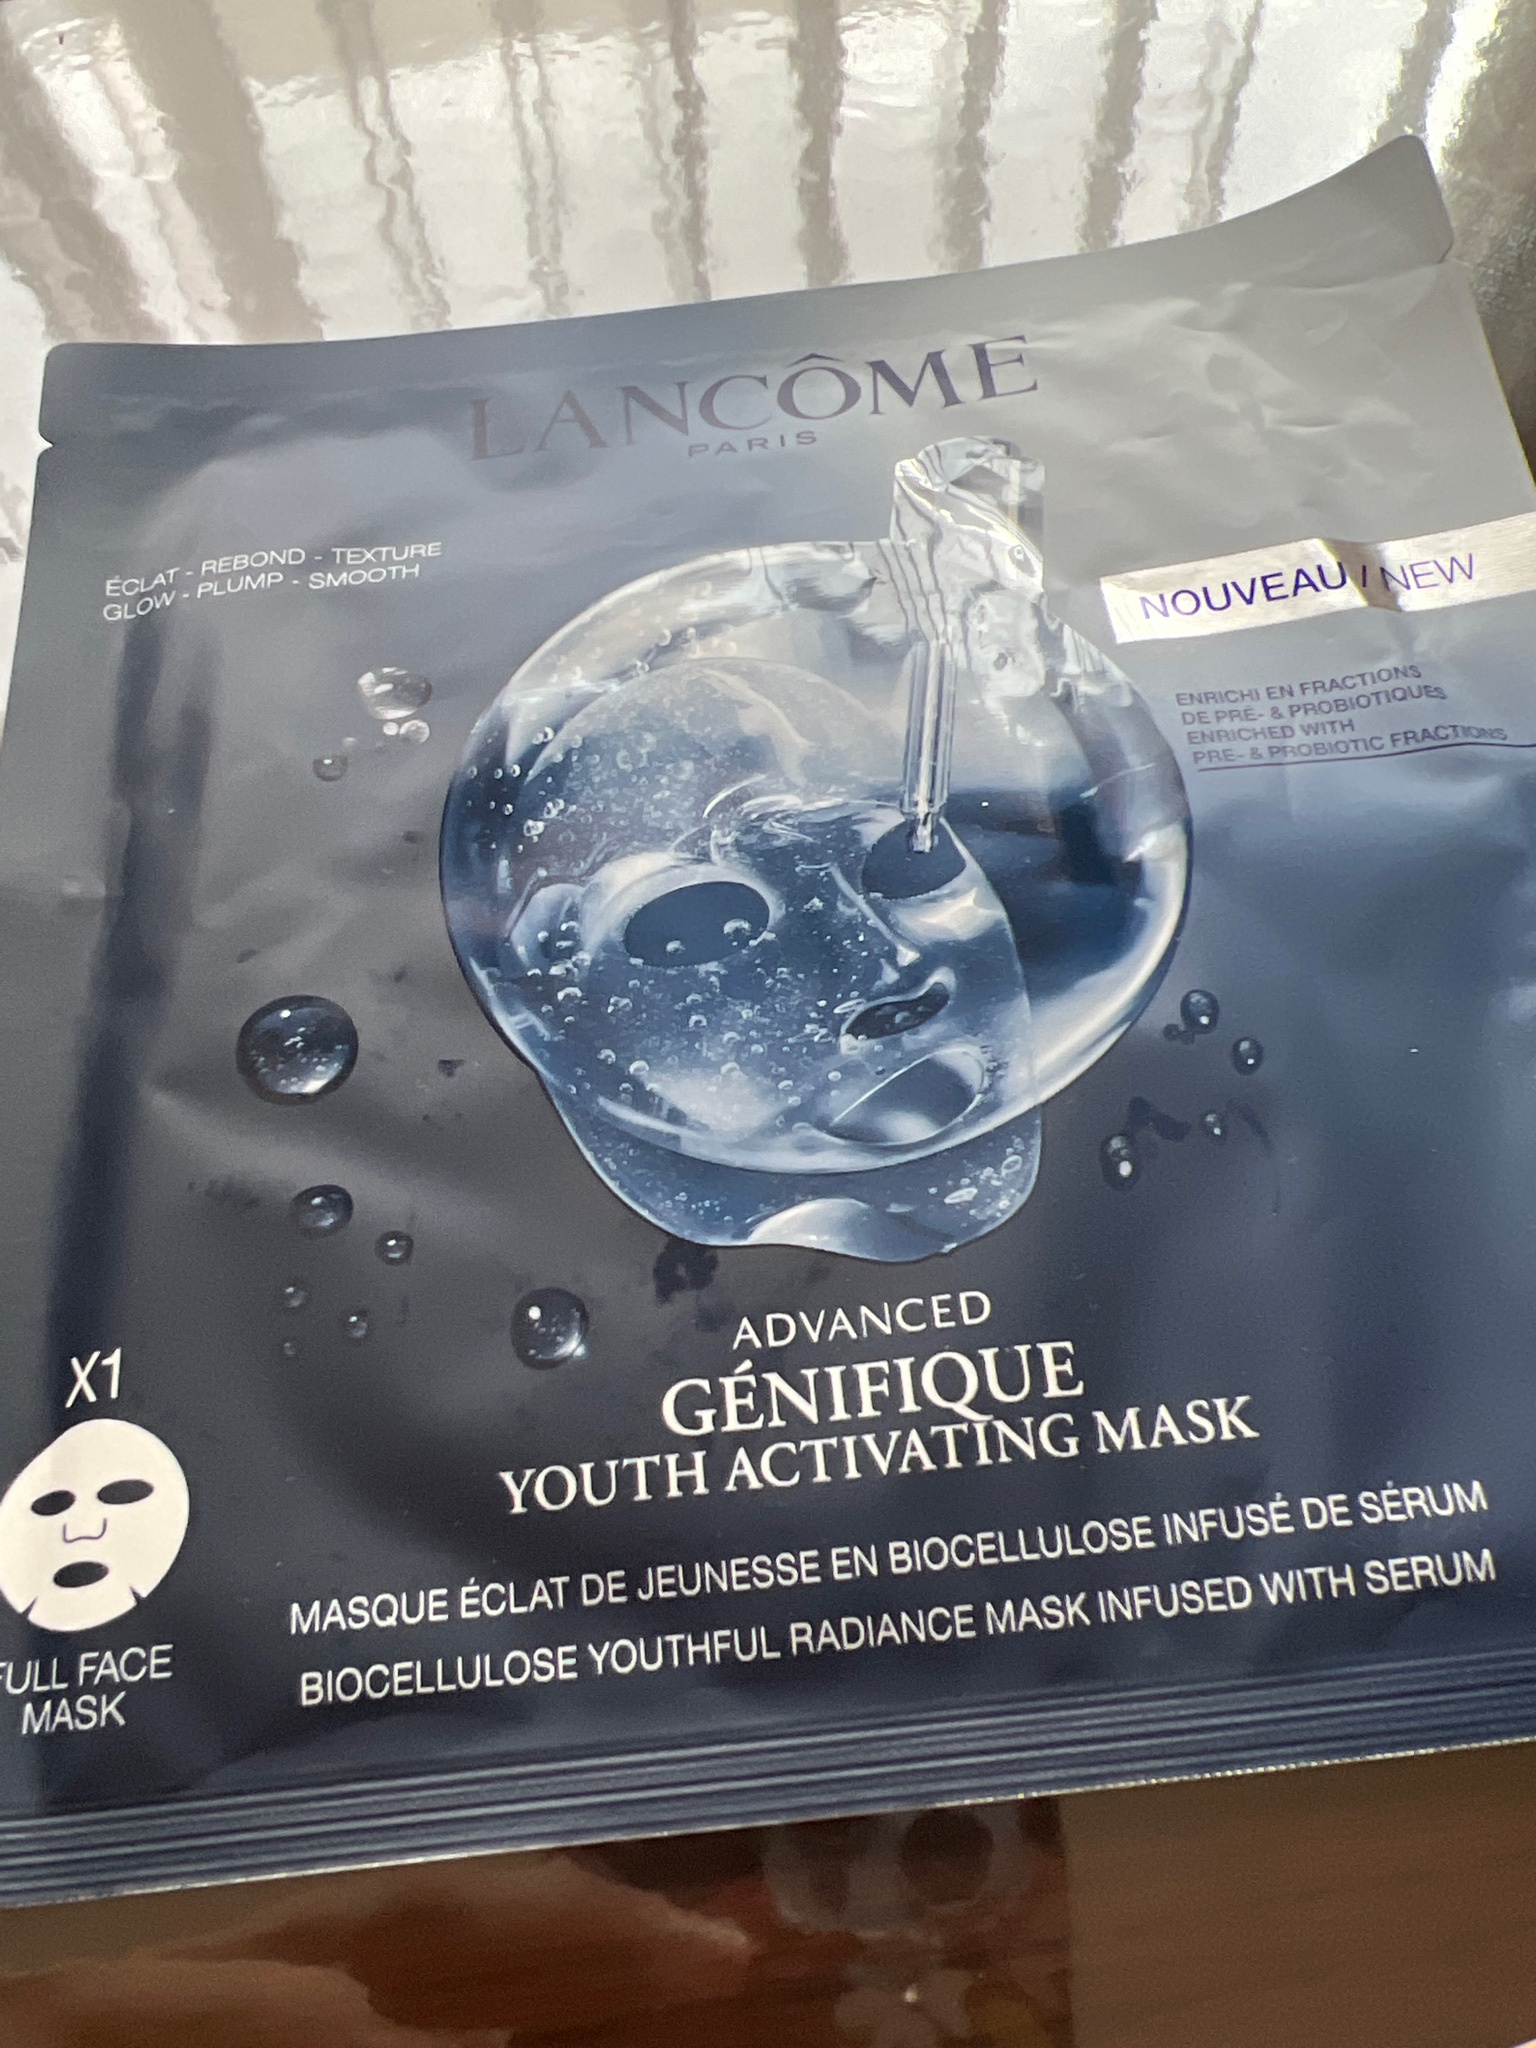 LANCÔME
PARIS
ÉCLAT - REBOND - TEXTURE
GLOW - PLUMP - SMOOTH
NOUVEAU / NEW
ENRICHI EN FRACTIONS
DE PRÉ- & PROBIOTIQUES
ENRICHED WITH
PRE- & PROBIOTIC FRACTIONS
ADVANCED
GÉNIFIQUE
YOUTH ACTIVATING MASK
MASQUE ÉCLAT DE JEUNESSE EN BIOCELLULOSE INFUSÉ DE SÉRUM
BIOCELLULOSE YOUTHFUL RADIANCE MASK INFUSED WITH SERUM
X1
FULL FACE
MASK